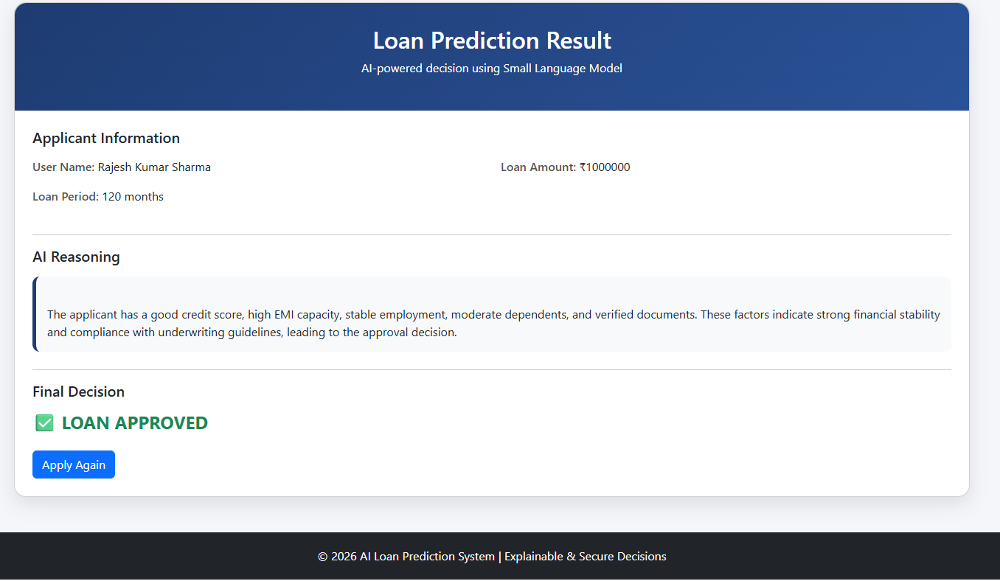 Loan Prediction Result
AI-powered decision using Small Language Model
Applicant Information
User Name: Rajesh Kumar Sharma
Loan Amount: ₹1000000
Loan Period: 120 months
AI Reasoning
The applicant has a good credit score, high EMI capacity, stable employment, moderate dependents, and verified documents. These factors indicate strong financial stability
and compliance with underwriting guidelines, leading to the approval decision.
Final Decision
✅ LOAN APPROVED
Apply Again
© 2026 AI Loan Prediction System | Explainable & Secure Decisions